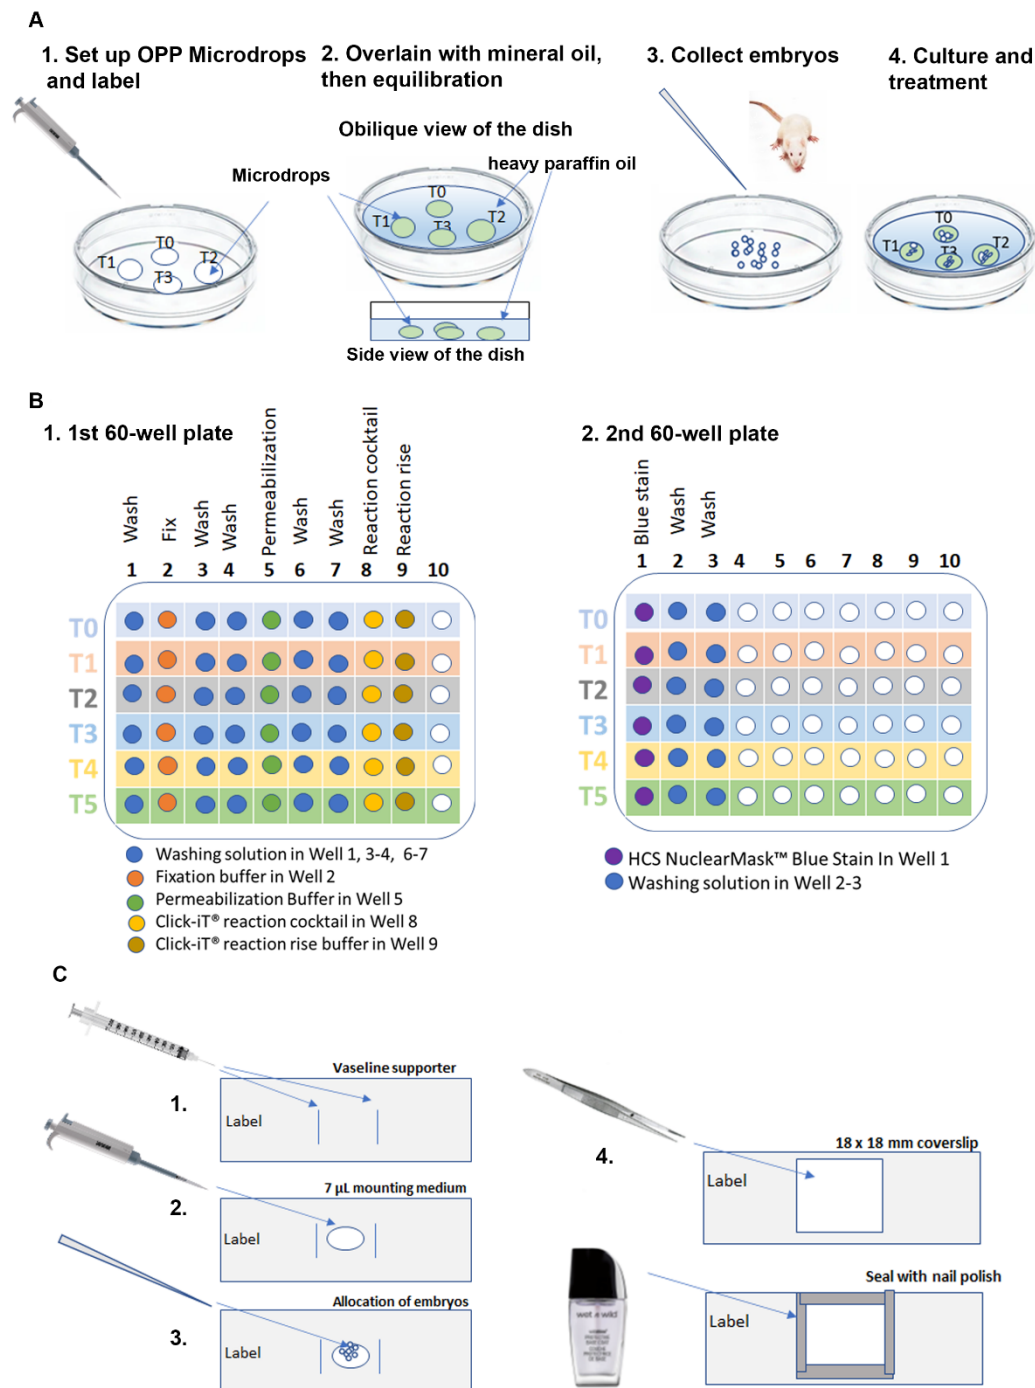 A
1. Set up OPP Microdrops
and label
2. Overlain with mineral oil,
then equilibration
3. Collect embryos
4. Culture and
treatment
Obilique view of the dish
Microdrops
heavy paraffin oil
T0
T1
T2
T3
T0
T1
T2
T3
T0
T1
T2
T3
Side view of the dish
B
1. 1st 60-well plate
Wash
Fix
Wash
Wash
Permeabilization
Wash
Wash
Reaction cocktail
Reaction rise
1 2 3 4 5 6 7 8 9 10
T0
T1
T2
T3
T4
T5
Washing solution in Well 1, 3-4, 6-7
Fixation buffer in Well 2
Permeabilization Buffer in Well 5
Click-iT® reaction cocktail in Well 8
Click-iT® reaction rise buffer in Well 9
2. 2nd 60-well plate
Blue stain
Wash
Wash
1 2 3 4 5 6 7 8 9 10
T0
T1
T2
T3
T4
T5
HCS NuclearMask™ Blue Stain In Well 1
Washing solution in Well 2-3
C
Vaseline supporter
1.
Label
7 µL mounting medium
2.
Label
Allocation of embryos
3.
Label
4.
18 x 18 mm coverslip
Label
Seal with nail polish
Label
wet n wild